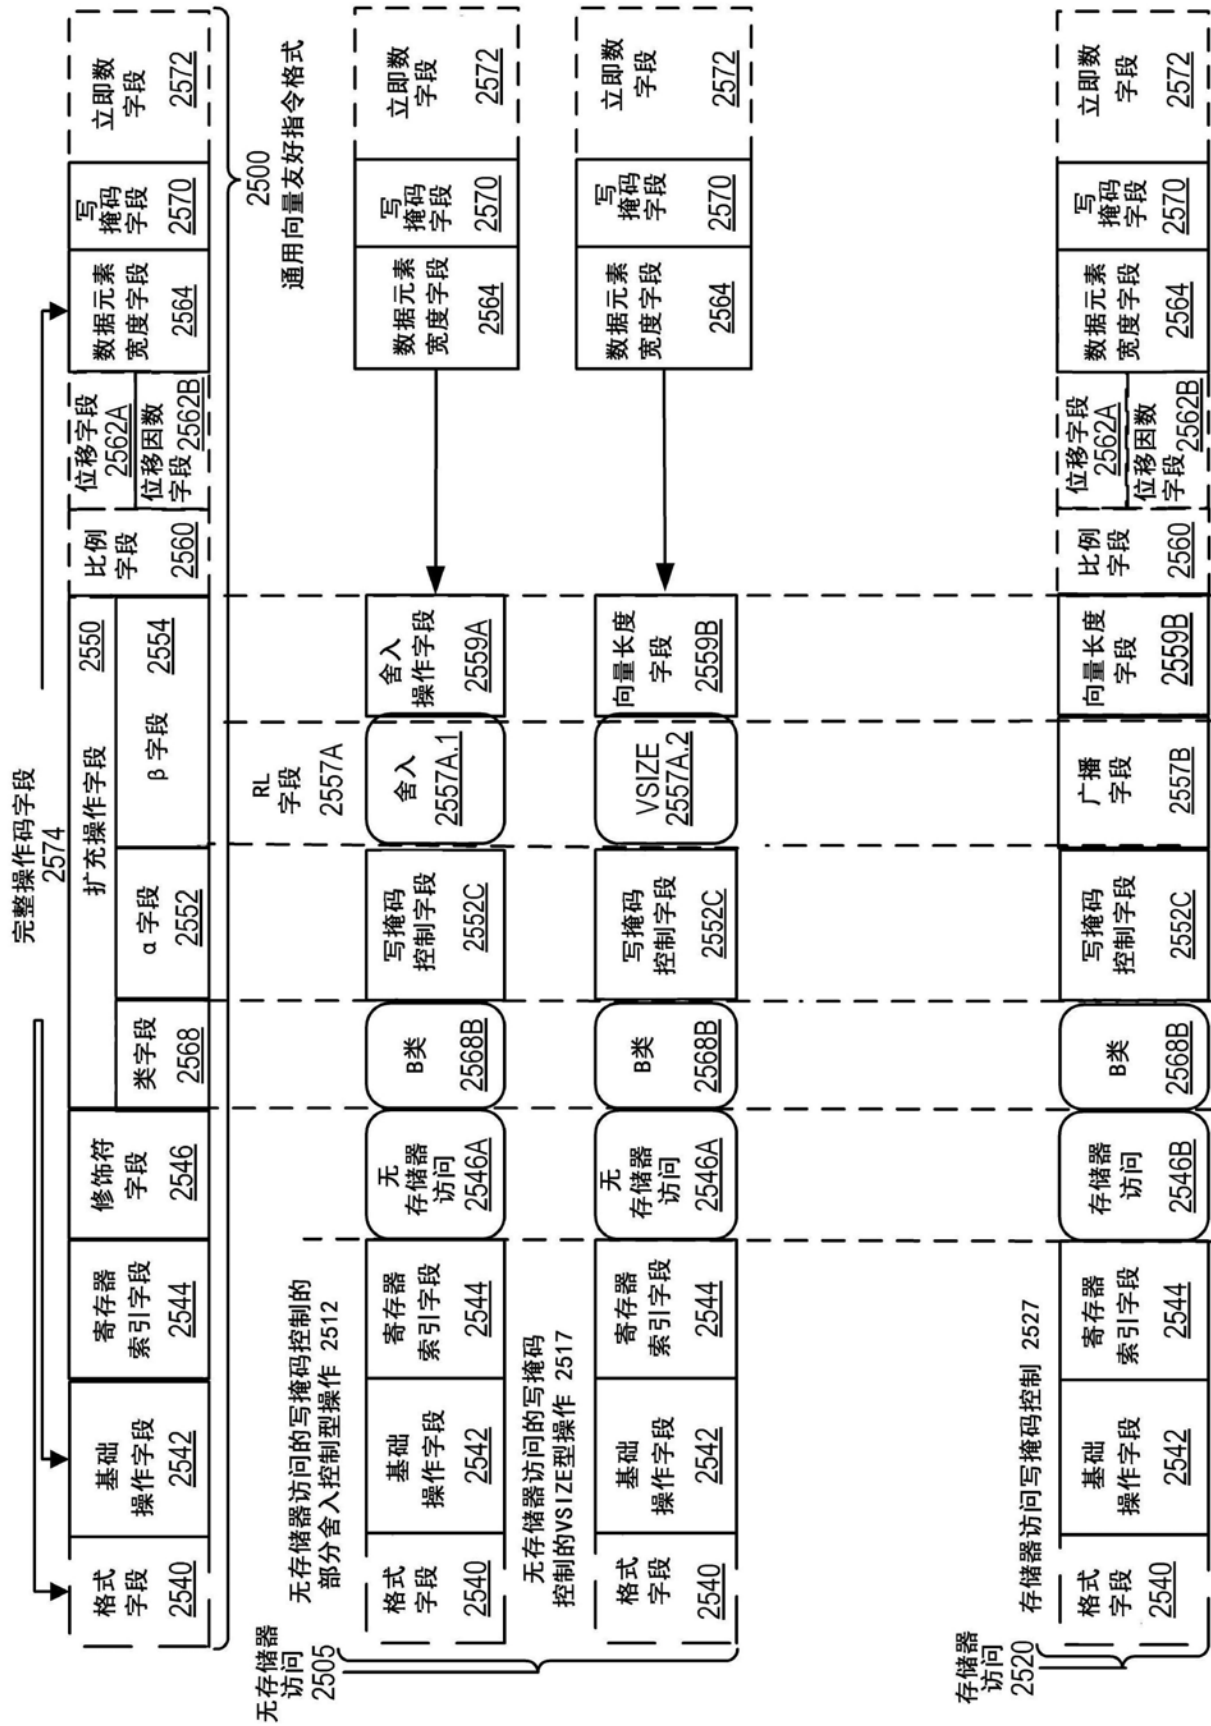 完整操作码字段
2574
格式
字段
2540
基础
操作字段
2542
寄存器
索引字段
2544
修饰符
字段
2546
扩充操作字段
2550
类字段
2568
α字段
2552
β字段
2554
比例
字段
2560
位移字段
2562A
位移因数
字段2562B
数据元素
宽度字段
2564
写
掩码
字段
2570
立即数
字段
2572
2500
通用向量友好指令格式
RL
字段
2557A
无存储器
访问
2505
无存储器访问的写掩码控制的
部分舍入控制型操作 2512
格式
字段
2540
基础
操作字段
2542
寄存器
索引字段
2544
无
存储器
访问
2546A
B类
2568B
写掩码
控制字段
2552C
舍入
2557A.1
舍入
操作字段
2559A
数据元素
宽度字段
2564
写
掩码
字段
2570
立即数
字段
2572
无存储器访问的写掩码
控制的VSIZE型操作 2517
格式
字段
2540
基础
操作字段
2542
寄存器
索引字段
2544
无
存储器
访问
2546A
B类
2568B
写掩码
控制字段
2552C
VSIZE
2557A.2
向量长度
字段
2559B
数据元素
宽度字段
2564
写
掩码
字段
2570
立即数
字段
2572
存储器
访问
2520
存储器访问写掩码控制 2527
格式
字段
2540
基础
操作字段
2542
寄存器
索引字段
2544
存储器
访问
2546B
B类
2568B
写掩码
控制字段
2552C
广播
字段
2557B
向量长度
字段
2559B
比例
字段
2560
位移字段
2562A
位移因数
字段2562B
数据元素
宽度字段
2564
写
掩码
字段
2570
立即数
字段
2572